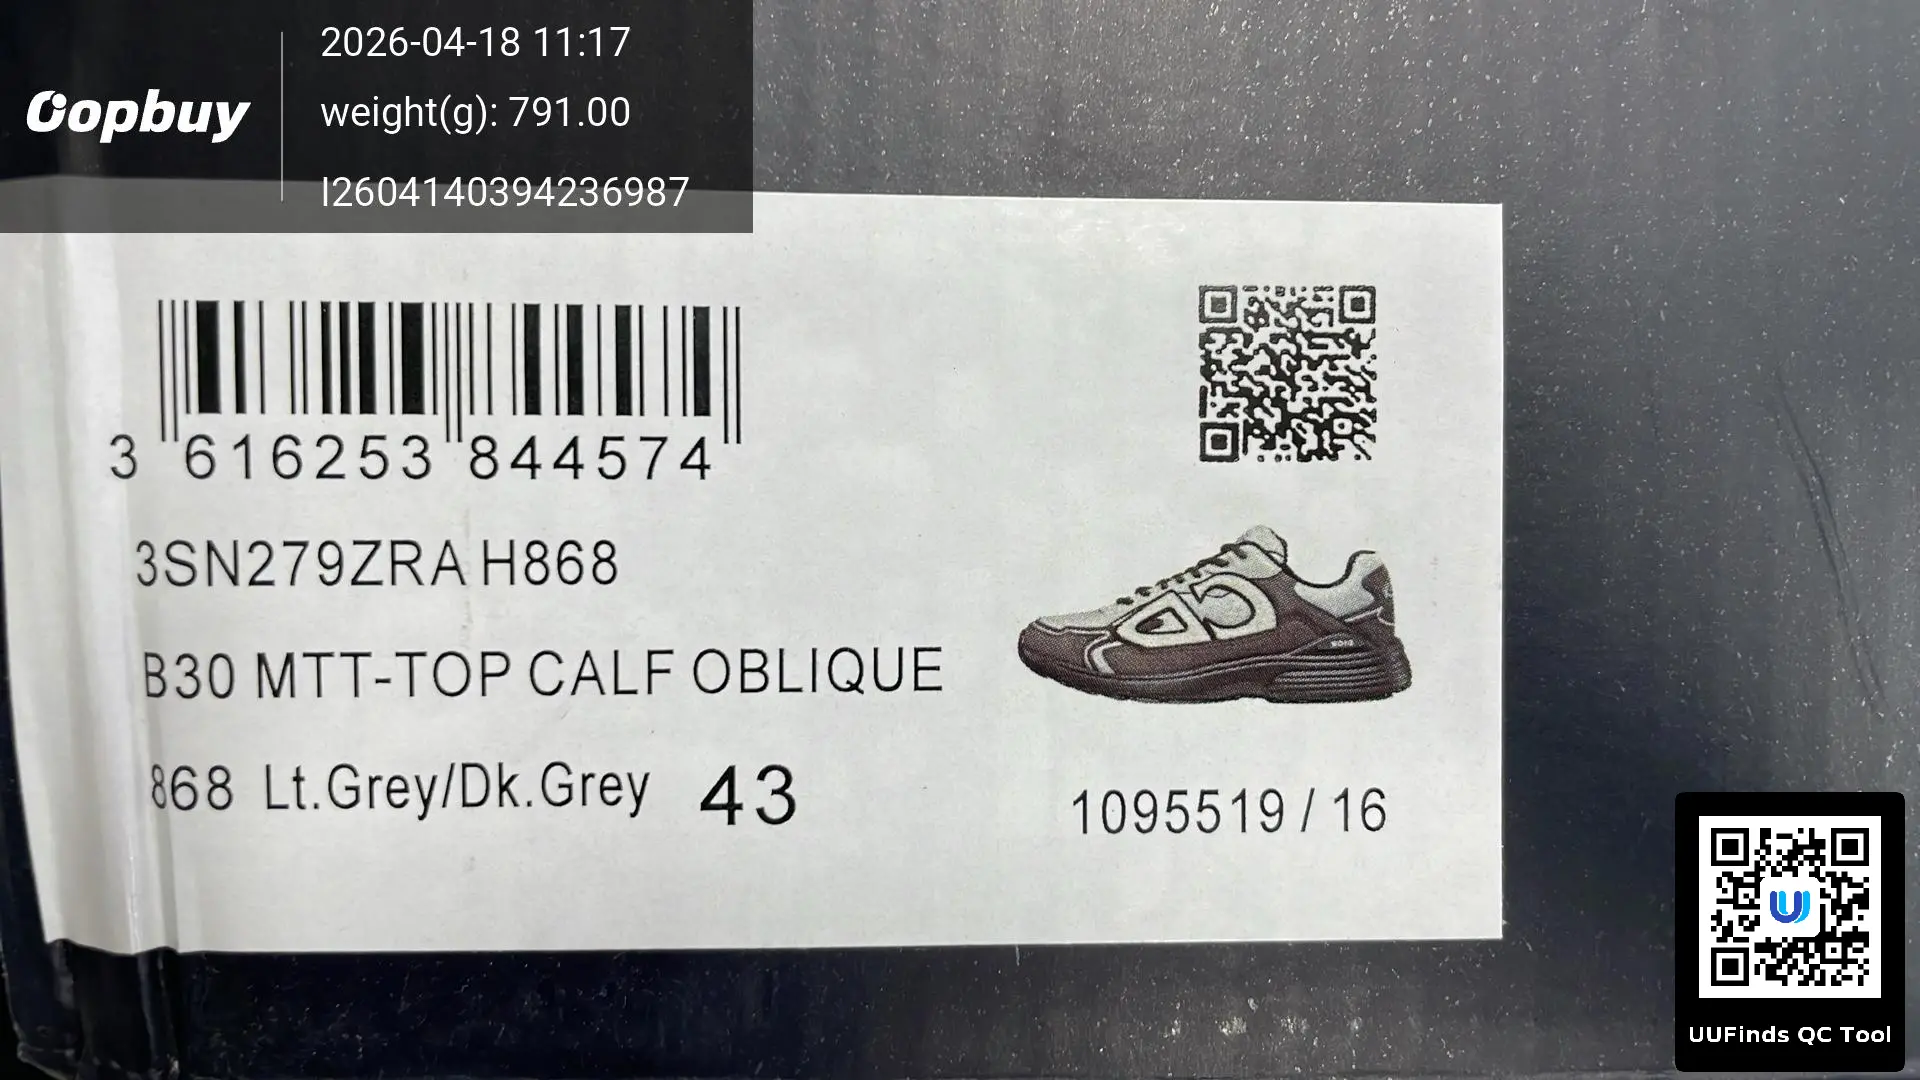 Oopbuy
2026-04-18 11:17
weight(g): 791.00
I2604140394236987
3 616253 844574
3SN279ZRA H868
B30 MTT-TOP CALF OBLIQUE
868 Lt.Grey/Dk.Grey 43
DIOR
1095519 / 16
U
UUFinds QC Tool